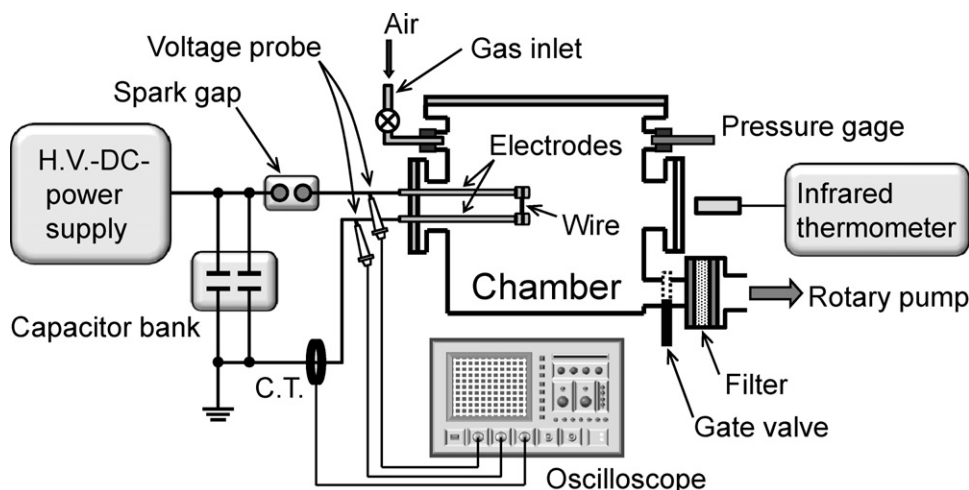 Air
Voltage probe
Gas inlet
Spark gap
H.V.-DC-
power
supply
Electrodes
Pressure gage
Infrared
thermometer
Wire
Chamber
Rotary pump
Capacitor bank
C.T.
Filter
Gate valve
Oscilloscope